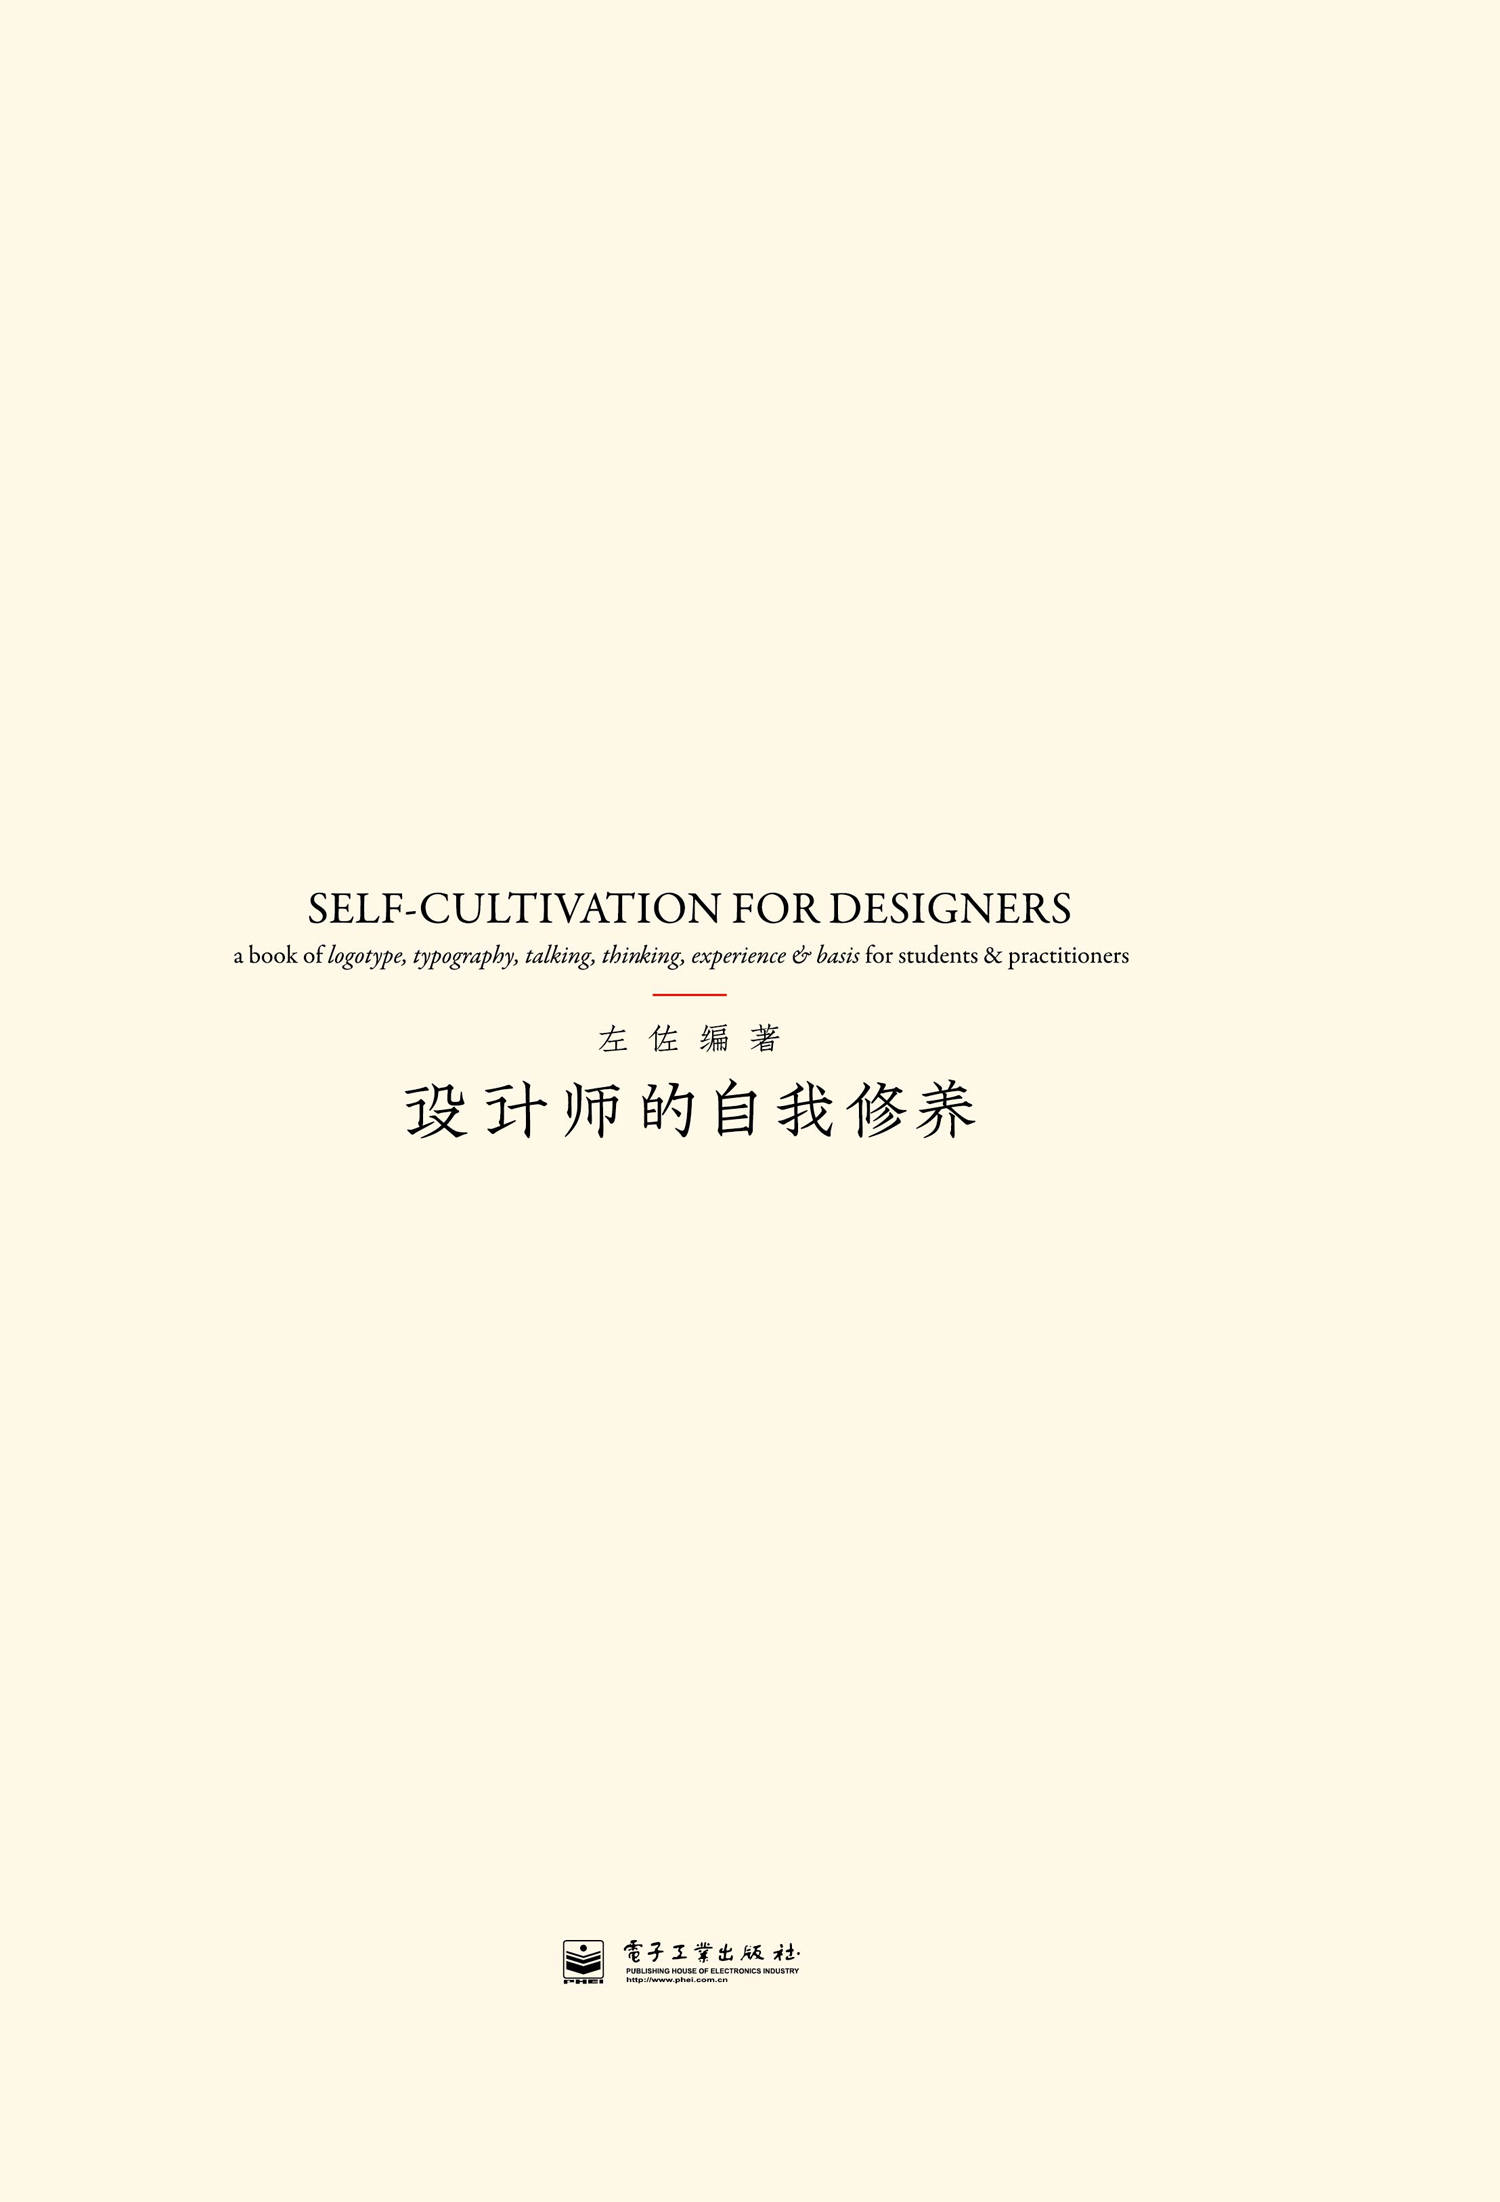 SELF-CULTIVATION FOR DESIGNERS
a book of logotype, typography, talking, thinking, experience & basis for students & practitioners
左佐编著
设计师的自我修养
電子工業出版社
PUBLISHING HOUSE OF ELECTRONICS INDUSTRY
http://www.phei.com.cn
PHEI